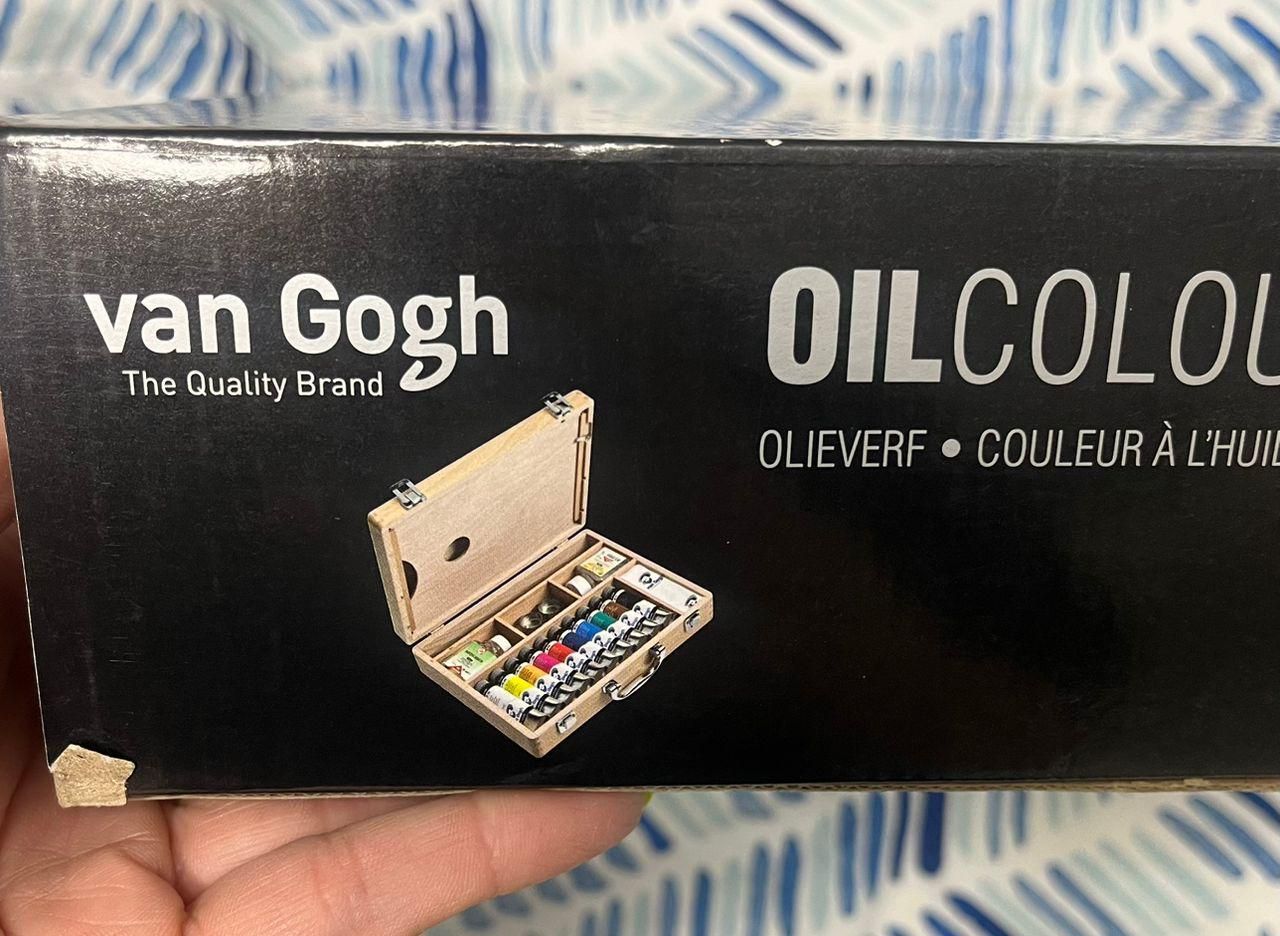 van Gogh
The Quality Brand
OILCOLOU
OLIEVERF • COULEUR À L'HUIL